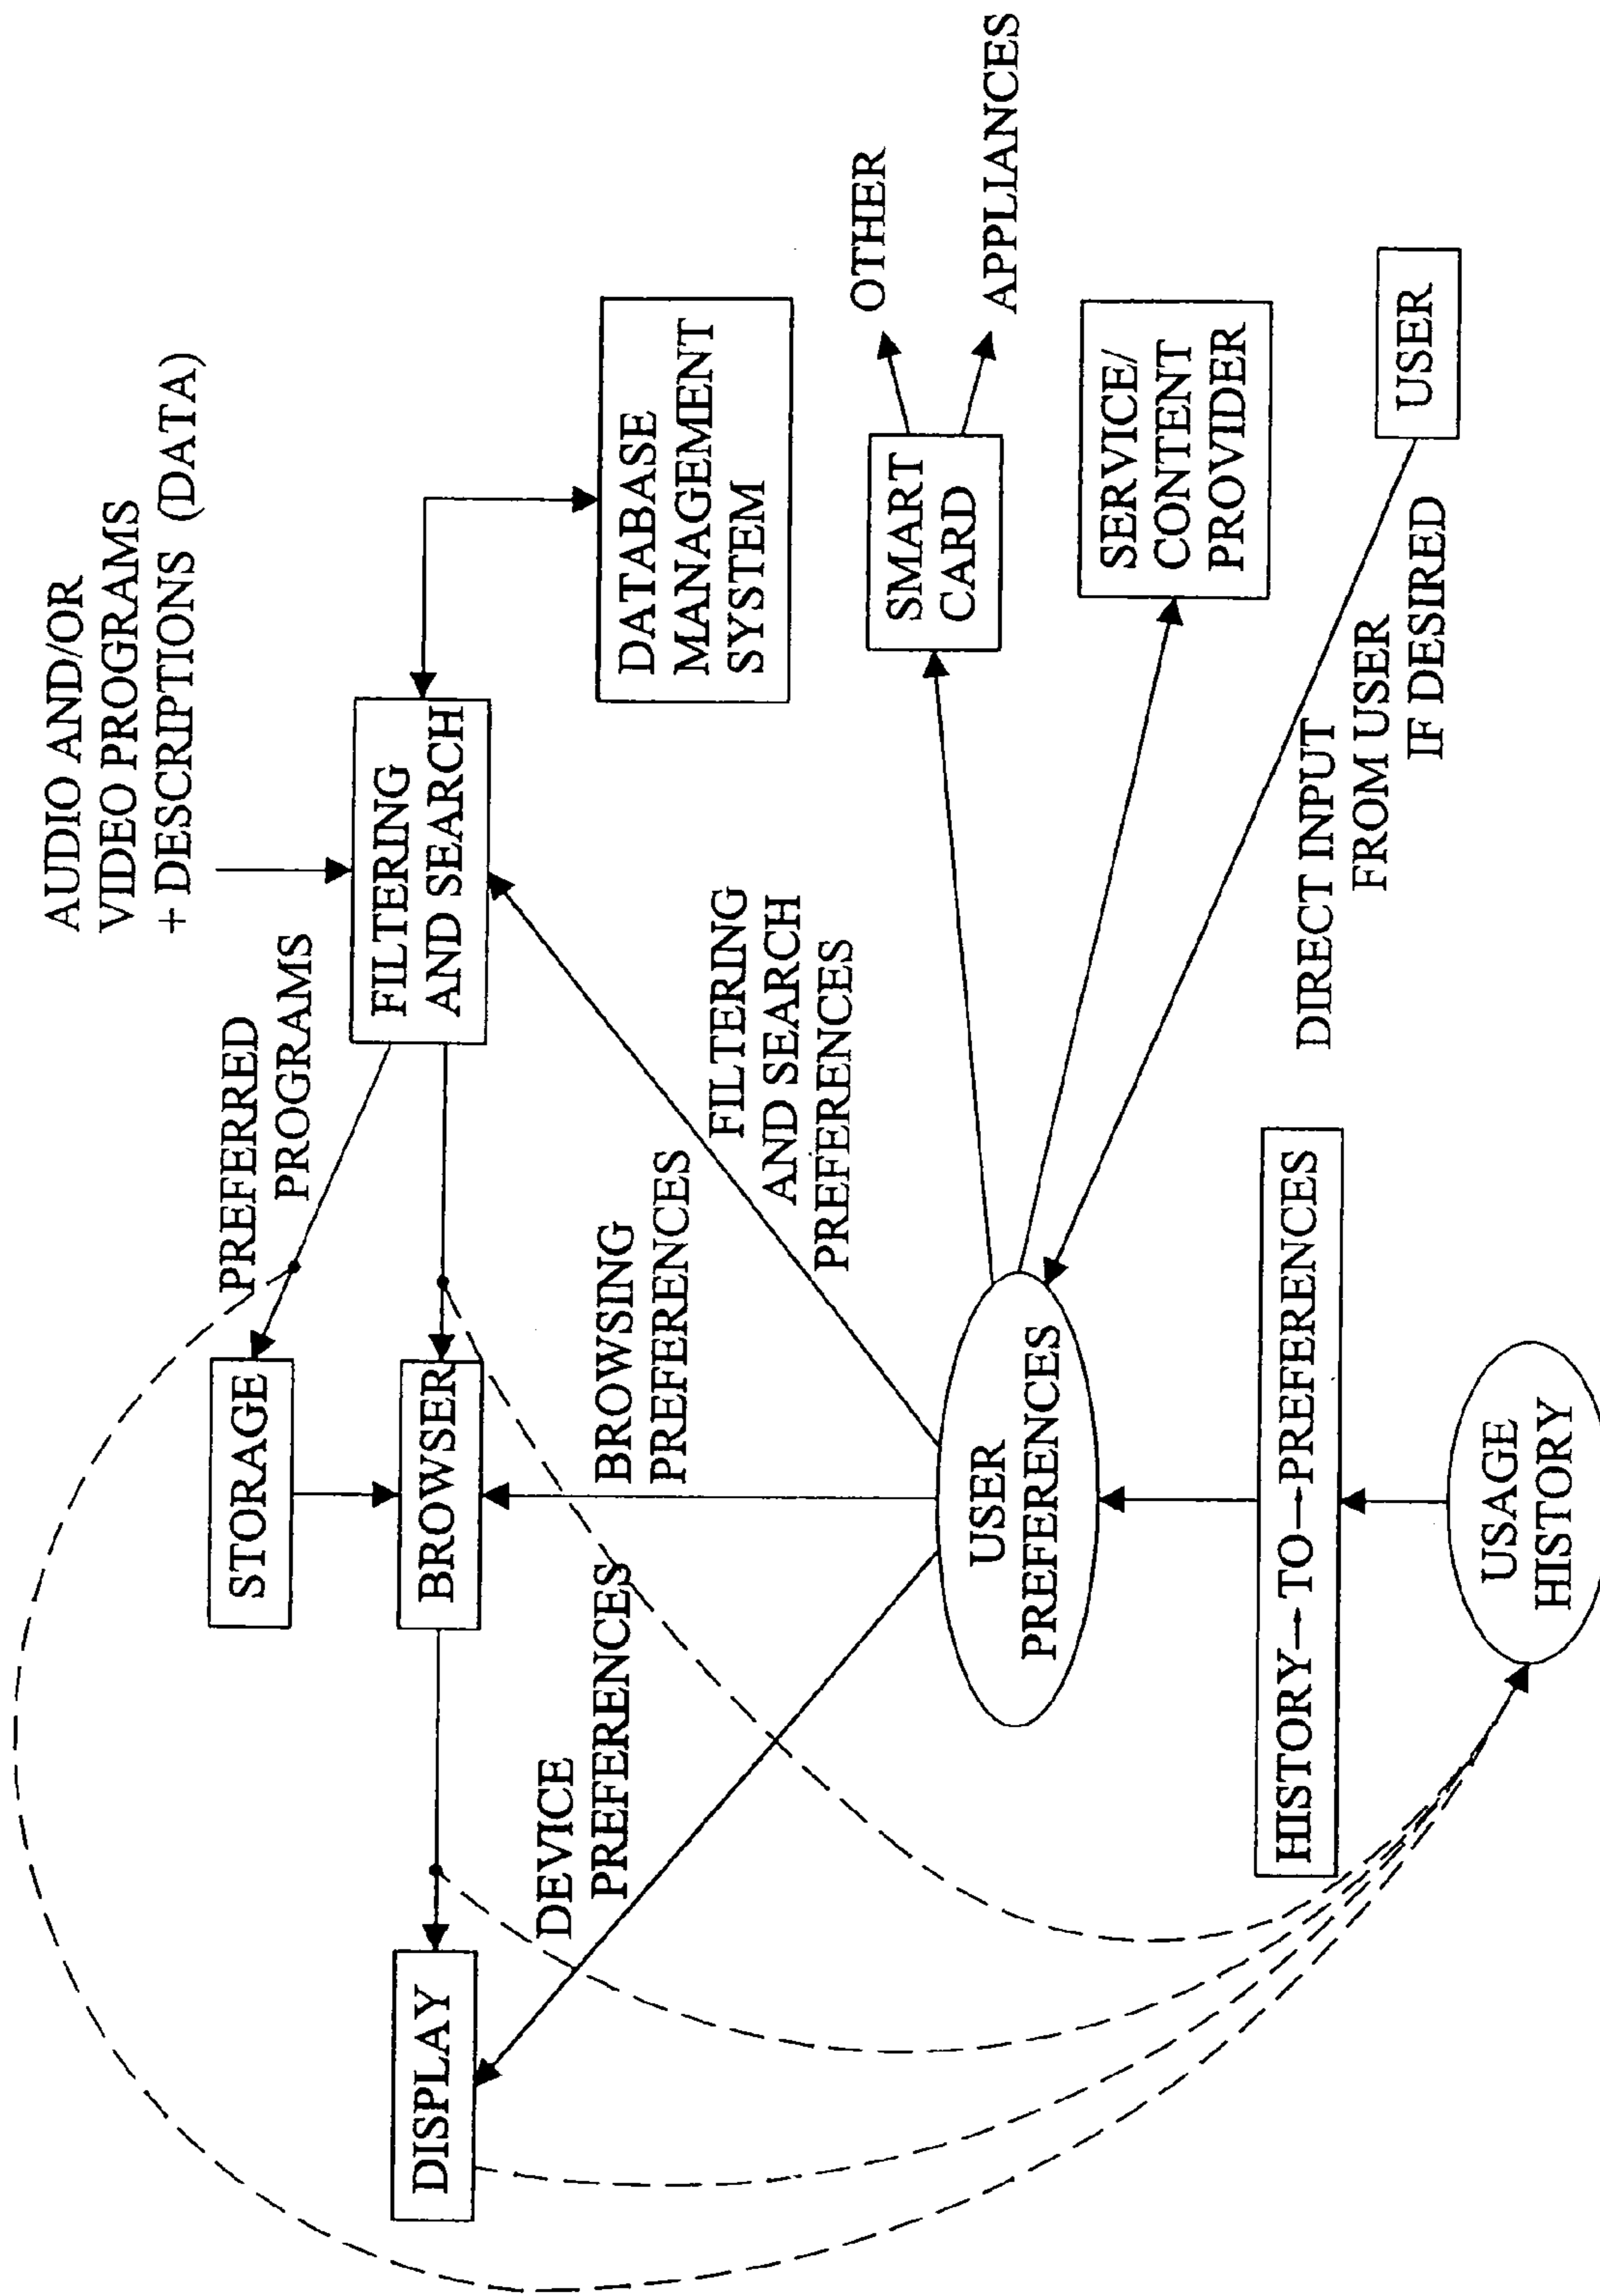 AUDIO AND/OR
VIDEO PROGRAMS
+ DESCRIPTIONS (DATA)
PREFERRED
PROGRAMS
STORAGE
FILTERING
AND SEARCH
DISPLAY
BROWSER
DATABASE
MANAGEMENT
SYSTEM
DEVICE
PREFERENCES
BROWSING
PREFERENCES
FILTERING
AND SEARCH
PREFERENCES
OTHER
APPLIANCES
SMART
CARD
USER
PREFERENCES
SERVICE/
CONTENT
PROVIDER
DIRECT INPUT
FROM USER
IF DESIRED
USER
HISTORY—TO—PREFERENCES
USAGE
HISTORY